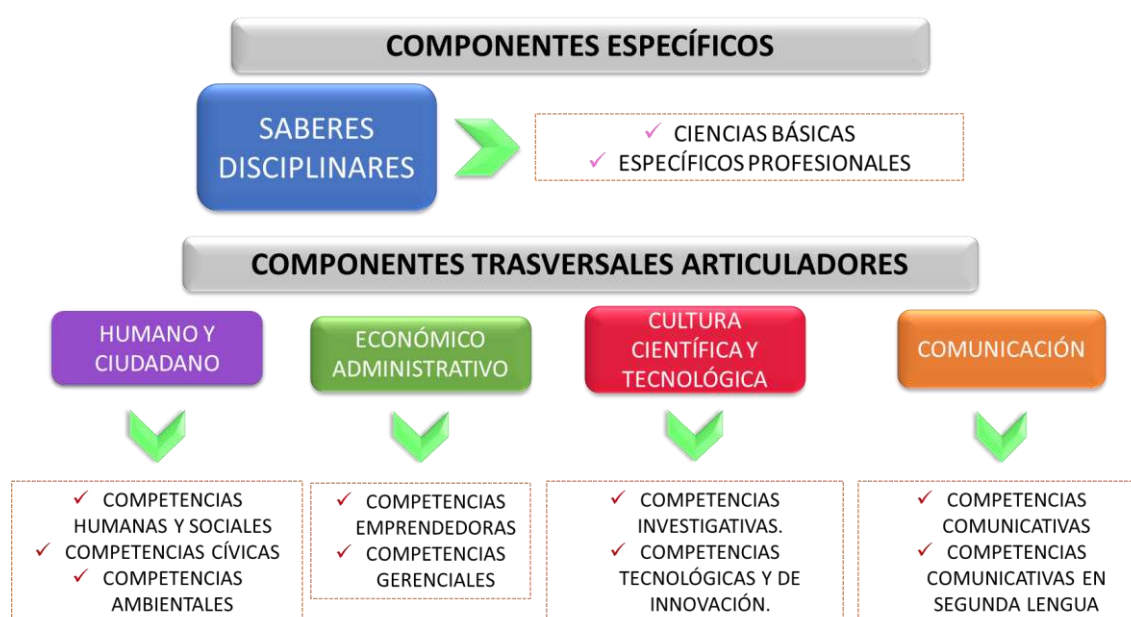 COMPONENTES ESPECÍFICOS
SABERES
DISCIPLINARES
✓ CIENCIAS BÁSICAS
✓ ESPECÍFICOS PROFESIONALES
COMPONENTES TRASVERSALES ARTICULADORES
HUMANO Y
CIUDADANO
✓ COMPETENCIAS
HUMANAS Y SOCIALES
✓ COMPETENCIAS CÍVICAS
✓ COMPETENCIAS
AMBIENTALES
ECONÓMICO
ADMINISTRATIVO
✓ COMPETENCIAS
EMPRENDEDORAS
✓ COMPETENCIAS
GERENCIALES
CULTURA
CIENTÍFICA Y
TECNOLÓGICA
✓ COMPETENCIAS
INVESTIGATIVAS.
✓ COMPETENCIAS
TECNOLÓGICAS Y DE
INNOVACIÓN.
COMUNICACIÓN
✓ COMPETENCIAS
COMUNICATIVAS
✓ COMPETENCIAS
COMUNICATIVAS EN
SEGUNDA LENGUA